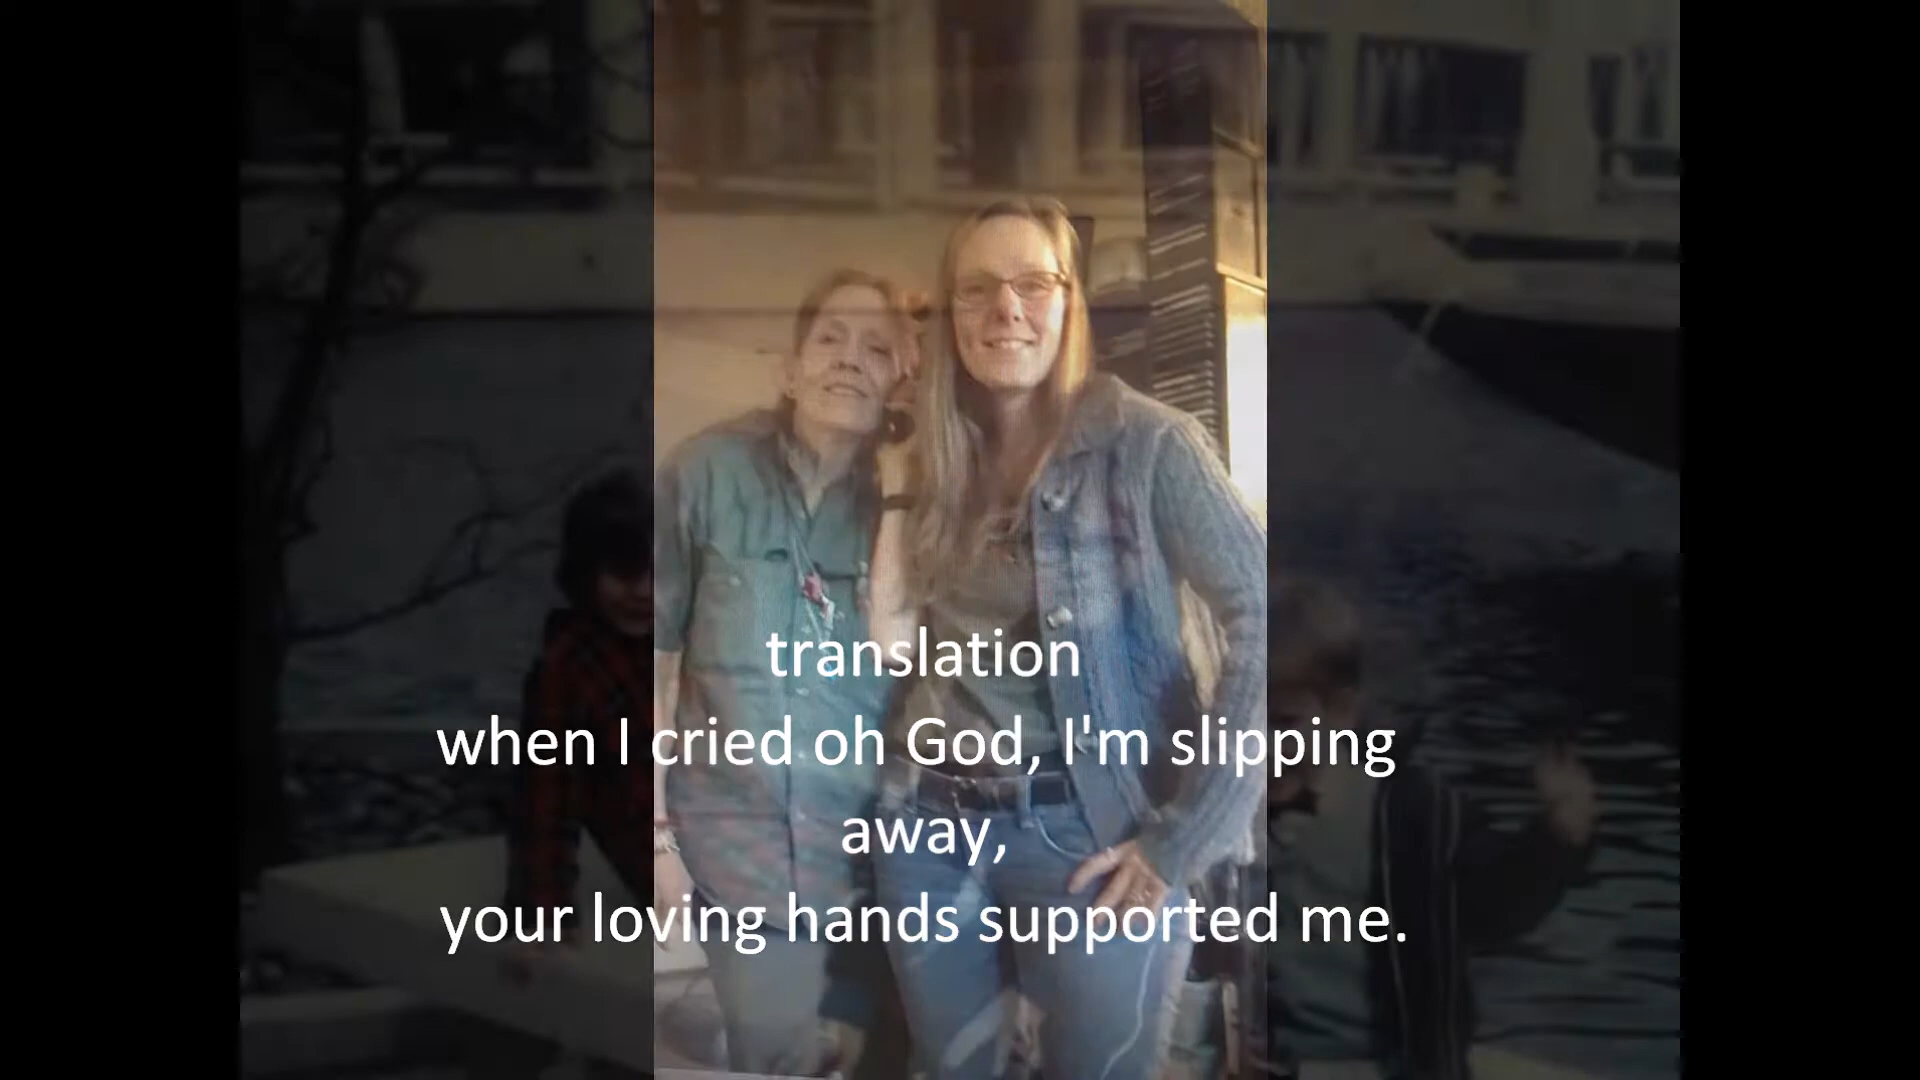 translation
when I cried oh God, I'm slipping
away,
your loving hands supported me.